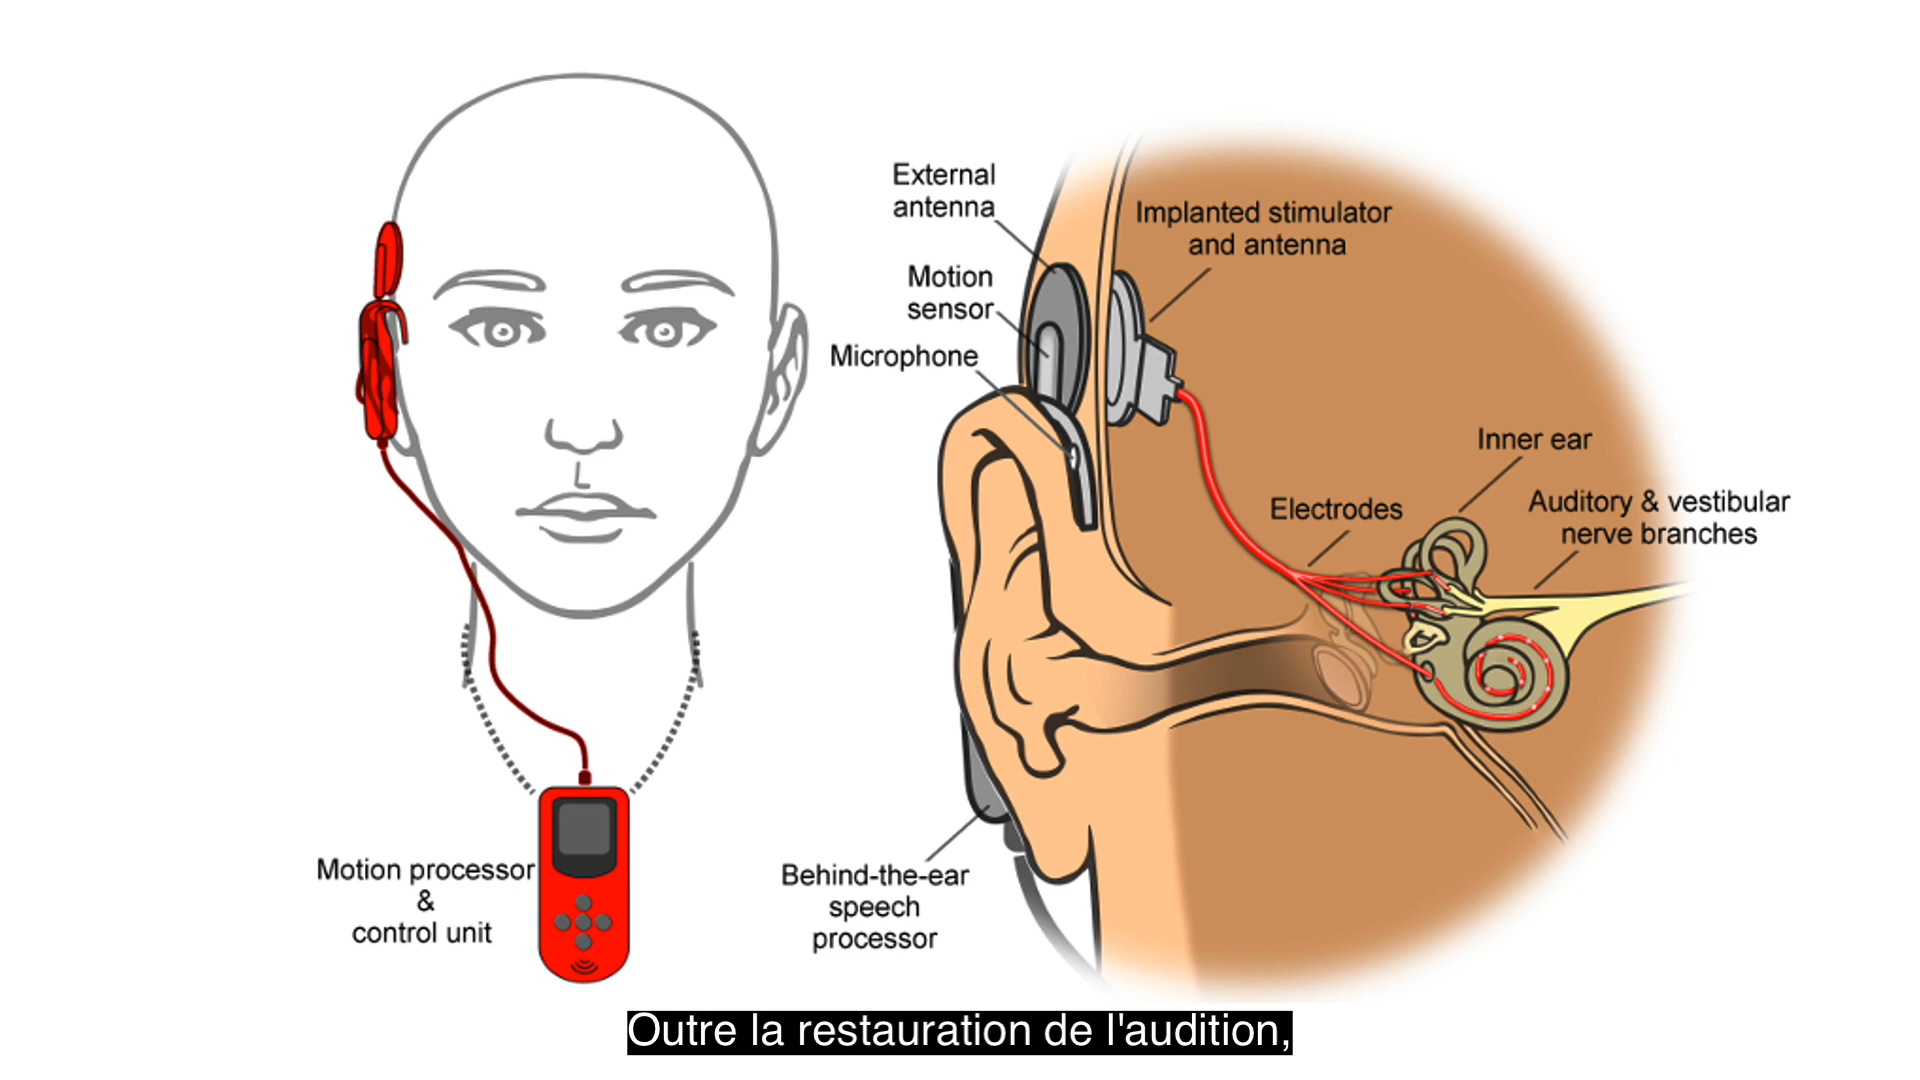 External
antenna
Implanted stimulator
and antenna
Motion
sensor
Microphone
Inner ear
Electrodes
Auditory & vestibular
nerve branches
Motion processor
&
control unit
Behind-the-ear
speech
processor
Outre la restauration de l'audition,